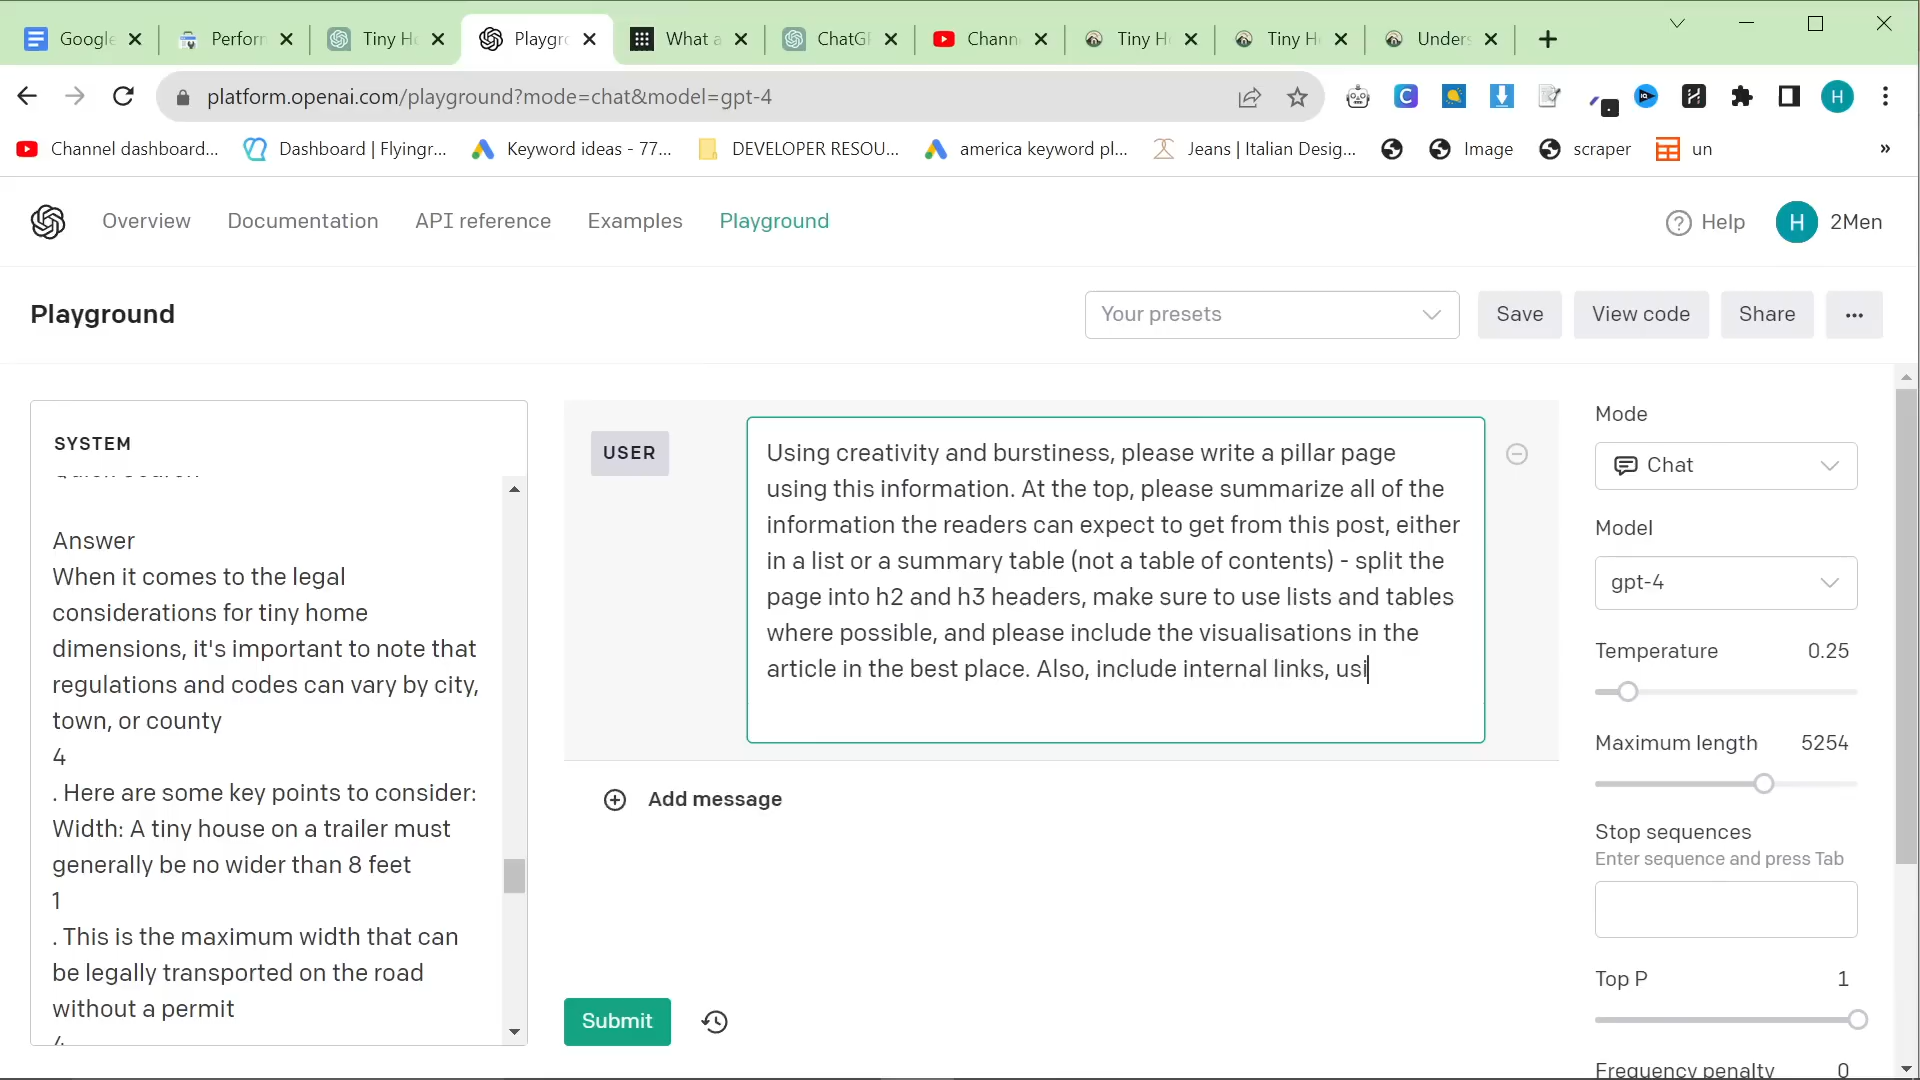 Google
Perforn
Tiny H
Playgr
What a
ChatG
Chann
Tiny H
Tiny H
Under
platform.openai.com/playground?mode=chat&model=gpt-4
H
Channel dashboard...
Dashboard | Flyingr...
Keyword ideas - 77...
DEVELOPER RESOU...
america keyword pl...
Jeans | Italian Desig...
Image
scraper
un
»
Overview
Documentation
API reference
Examples
Playground
Help
H
2Men
Playground
Your presets
Save
View code
Share
...
SYSTEM
Answer
When it comes to the legal
considerations for tiny home
dimensions, it's important to note that
regulations and codes can vary by city,
town, or county
4
. Here are some key points to consider:
Width: A tiny house on a trailer must
generally be no wider than 8 feet
1
. This is the maximum width that can
be legally transported on the road
without a permit
4
USER
Using creativity and burstiness, please write a pillar page
using this information. At the top, please summarize all of the
information the readers can expect to get from this post, either
in a list or a summary table (not a table of contents) - split the
page into h2 and h3 headers, make sure to use lists and tables
where possible, and please include the visualisations in the
article in the best place. Also, include internal links, usi
Add message
Submit
Mode
Chat
Model
gpt-4
Temperature 0.25
Maximum length 5254
Stop sequences
Enter sequence and press Tab
Top P 1
Frequency penalty 0